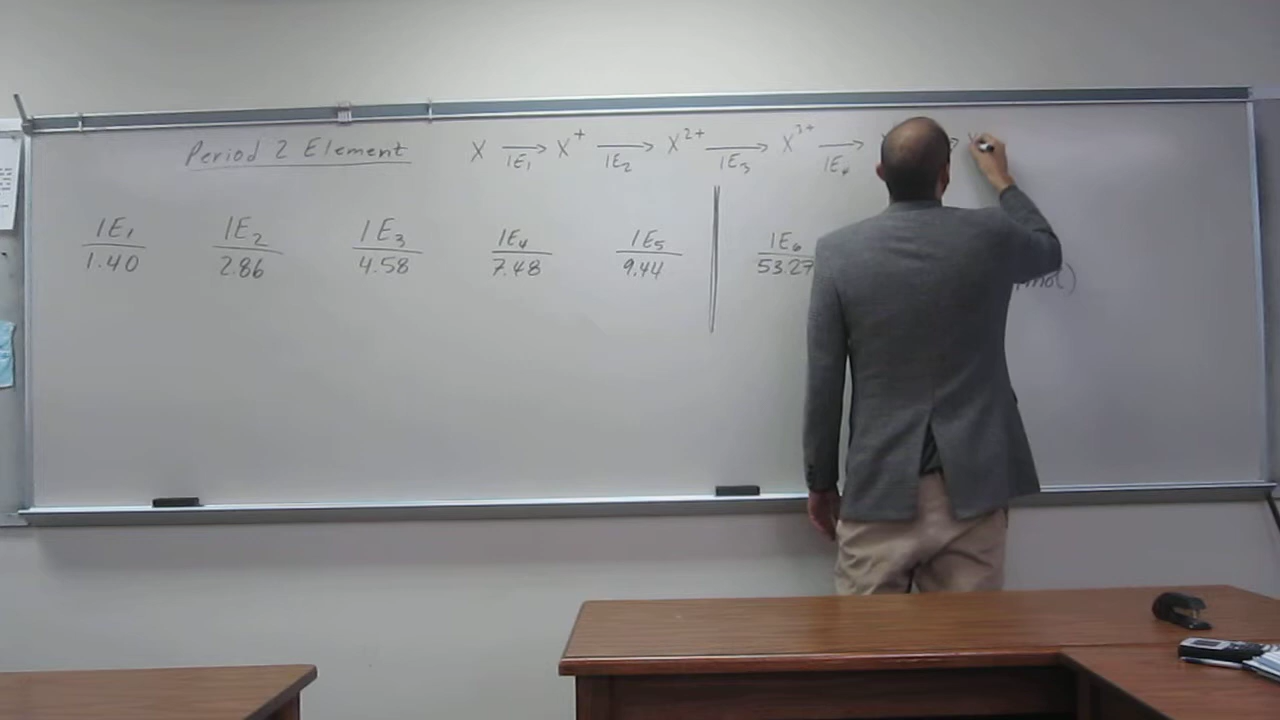 Period 2 Element
X → X⁺ → X²⁺ → X³⁺ →
IE₁ IE₂ IE₃ IE₄
IE₁ IE₂ IE₃ IE₄ IE₅ IE₆
1.40 2.86 4.58 7.48 9.44 53.27
mol)